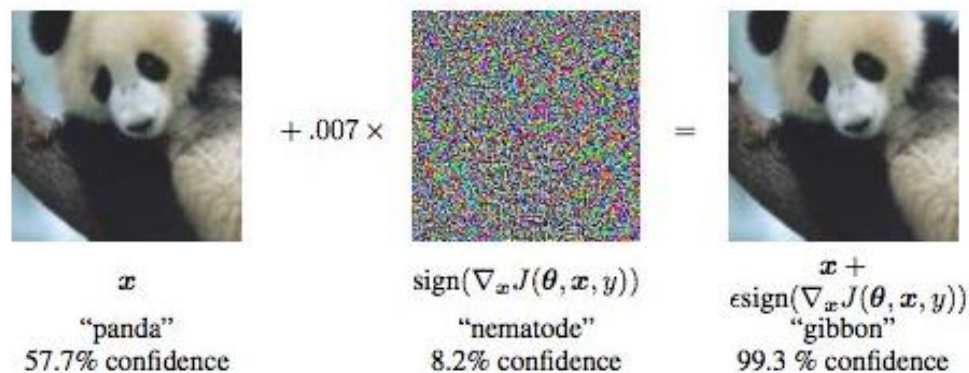 + .007 ×
=
x
“panda”
57.7% confidence
sign(∇ₓJ(θ, x, y))
“nematode”
8.2% confidence
x +
ϵsign(∇ₓJ(θ, x, y))
“gibbon”
99.3 % confidence